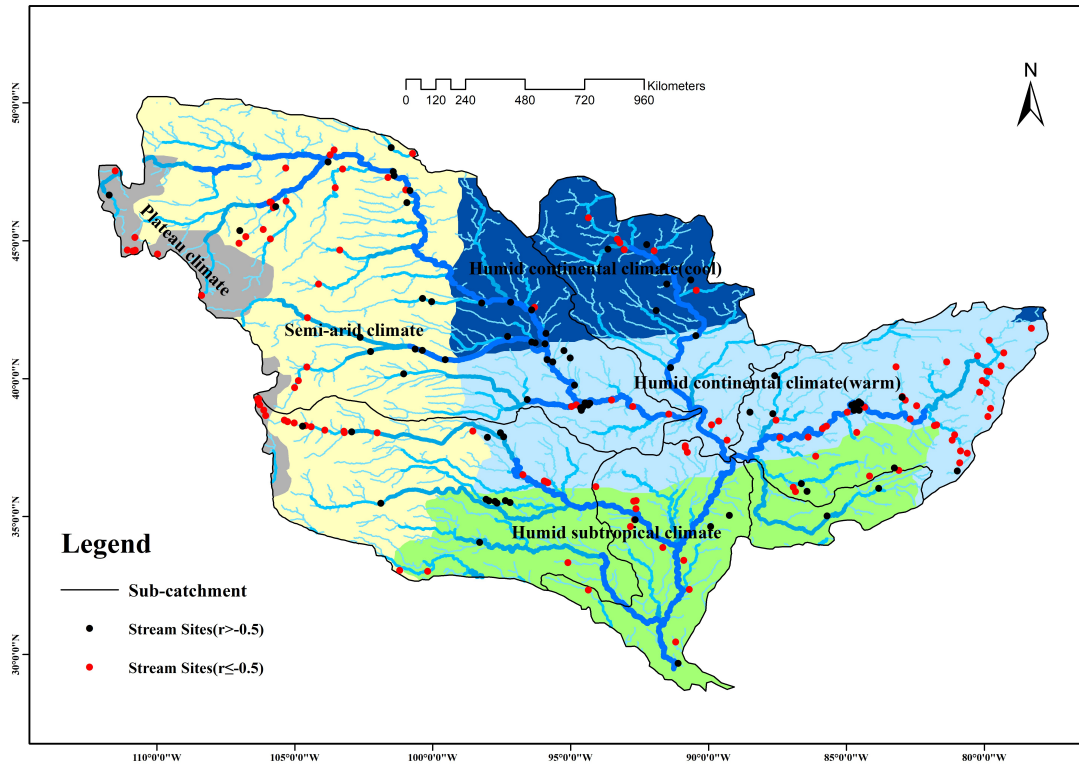 N
Kilometers
0 120 240 480 720 960
50°0'0"N
45°0'0"N
40°0'0"N
35°0'0"N
30°0'0"N
Plateau climate
Humid continental climate(cool)
Semi-arid climate
Humid continental climate(warm)
Humid subtropical climate
Legend
Sub-catchment
Stream Sites(r>-0.5)
Stream Sites(r≤-0.5)
110°0'0"W 105°0'0"W 100°0'0"W 95°0'0"W 90°0'0"W 85°0'0"W 80°0'0"W